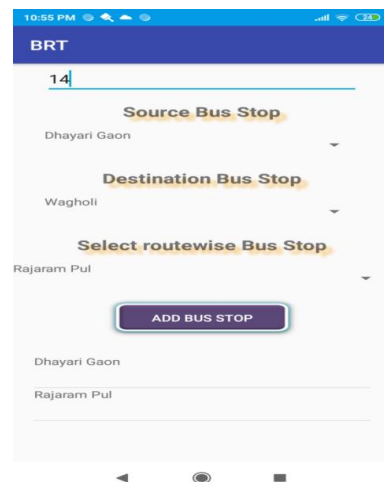 10:55 PM 24
BRT
14
Source Bus Stop
Dhayari Gaon
Destination Bus Stop
Wagholi
Select routewise Bus Stop
Rajaram Pul
ADD BUS STOP
Dhayari Gaon
Rajaram Pul